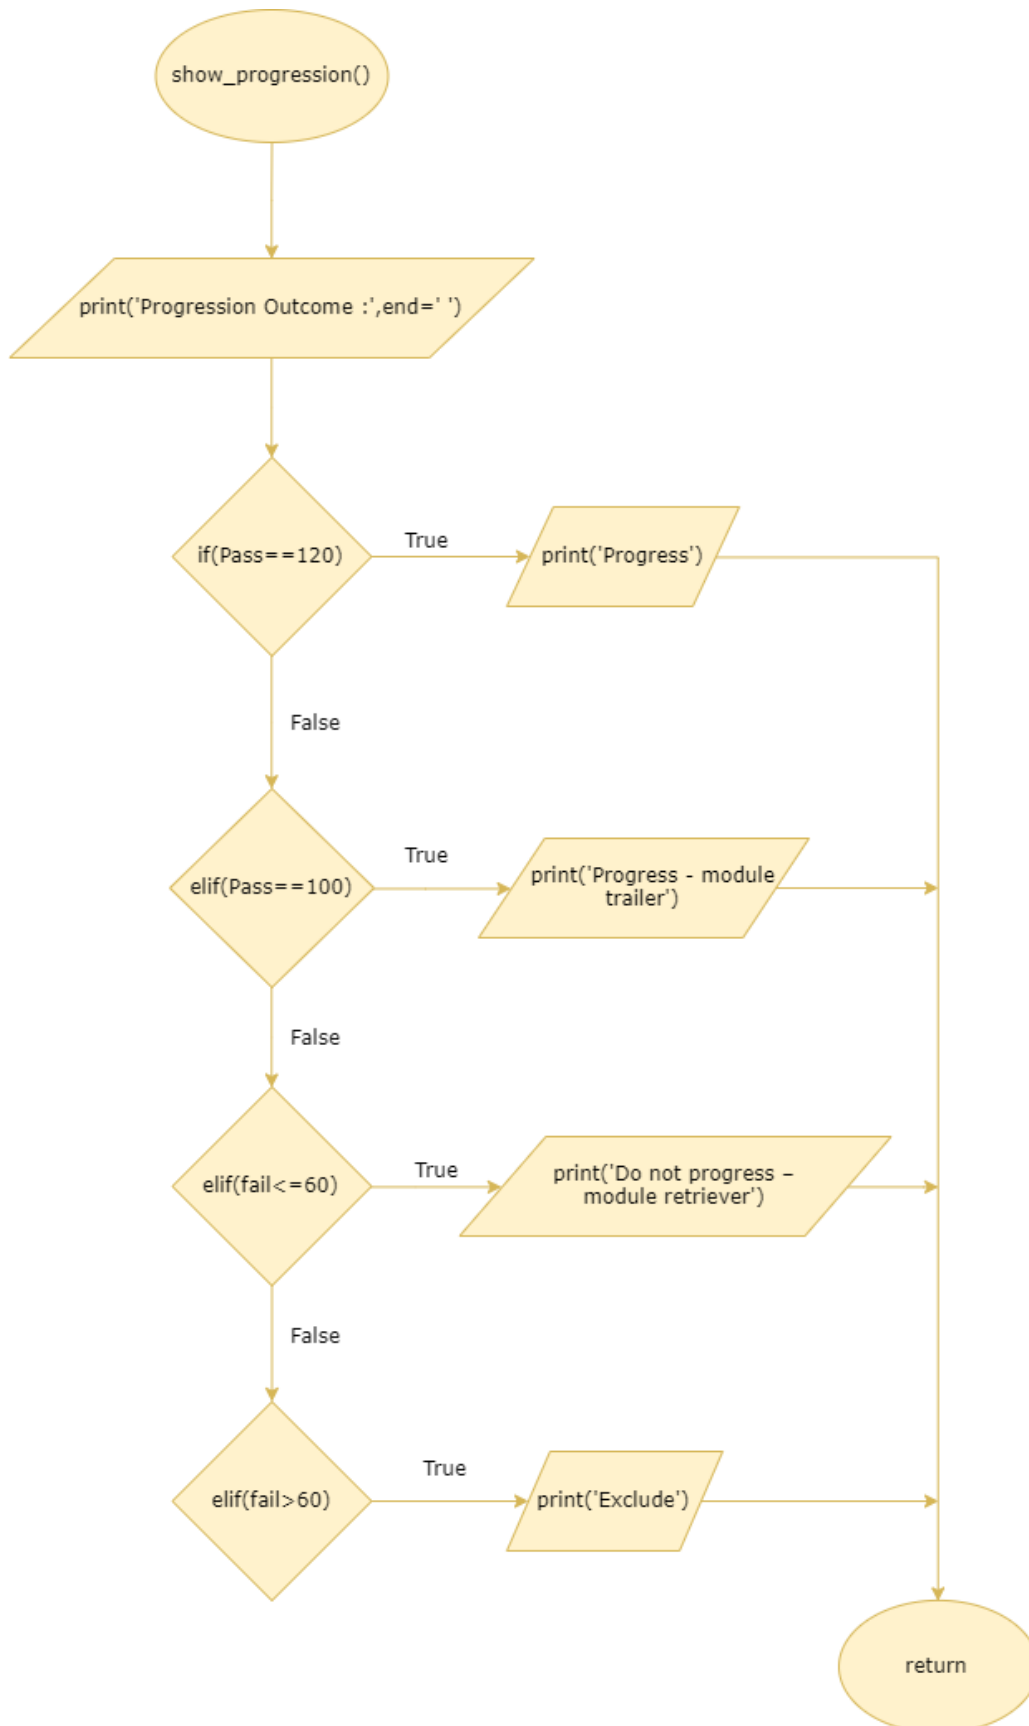 show_progression()
print('Progression Outcome :',end=' ')
if(Pass==120)
True
print('Progress')
False
elif(Pass==100)
True
print('Progress - module
trailer')
False
elif(fail<=60)
True
print('Do not progress –
module retriever')
False
elif(fail>60)
True
print('Exclude')
return